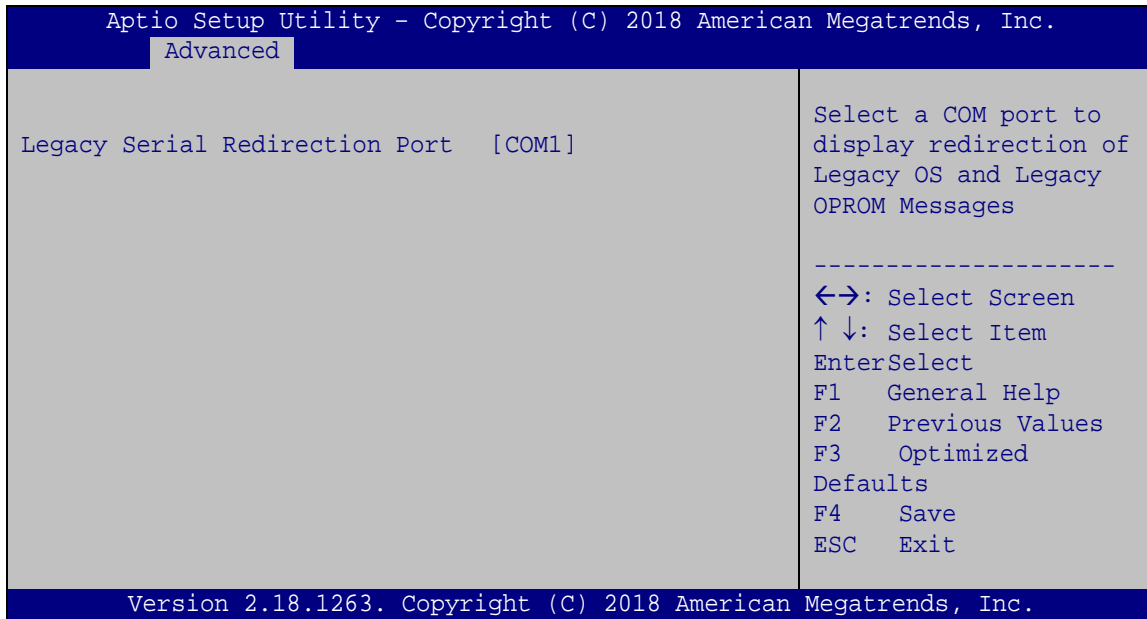 Aptio Setup Utility – Copyright (C) 2018 American Megatrends, Inc.
Advanced
Legacy Serial Redirection Port [COM1]
Select a COM port to
display redirection of
Legacy OS and Legacy
OPROM Messages
---------------------
←→: Select Screen
↑ ↓: Select Item
EnterSelect
F1 General Help
F2 Previous Values
F3 Optimized
Defaults
F4 Save
ESC Exit
Version 2.18.1263. Copyright (C) 2018 American Megatrends, Inc.